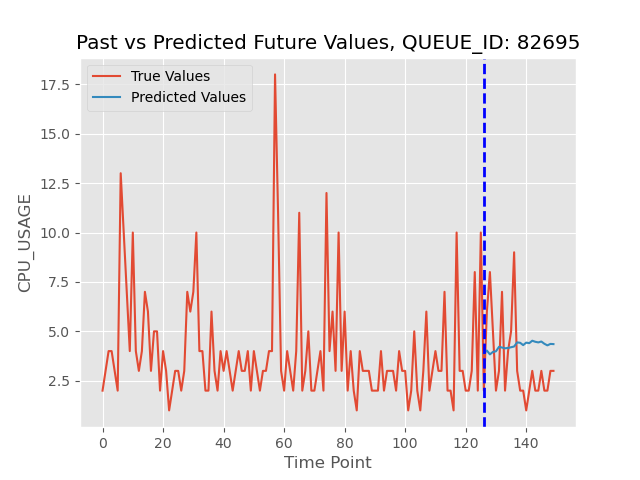 Past vs Predicted Future Values, QUEUE_ID: 82695
True Values
Predicted Values
17.5
15.0
12.5
10.0
7.5
5.0
2.5
CPU_USAGE
0 20 40 60 80 100 120 140
Time Point